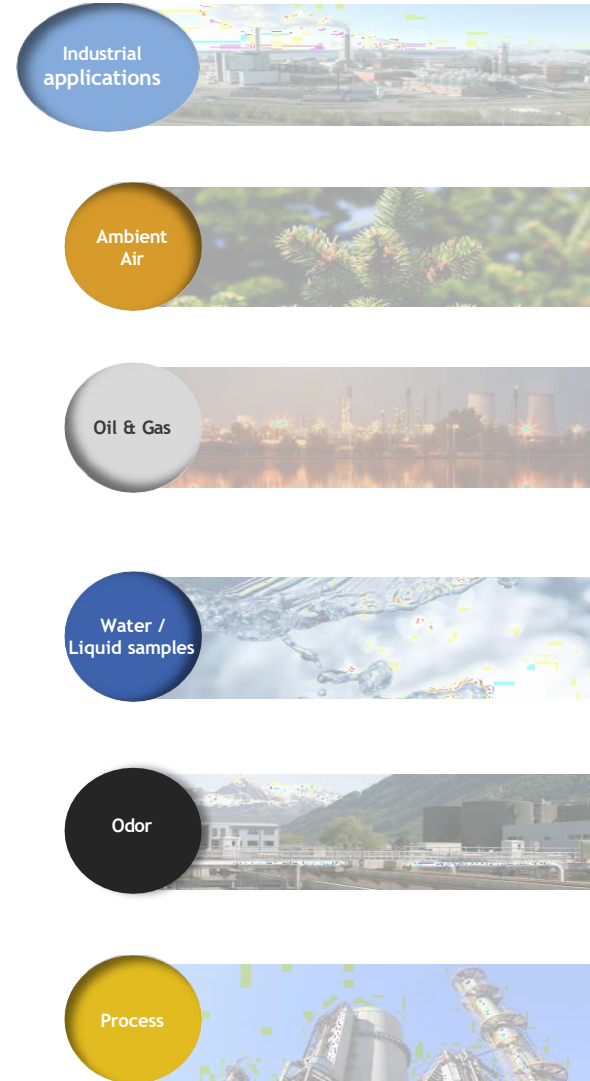 Industrial
applications
Ambient
Air
Oil & Gas
Water /
Liquid samples
Odor
Process